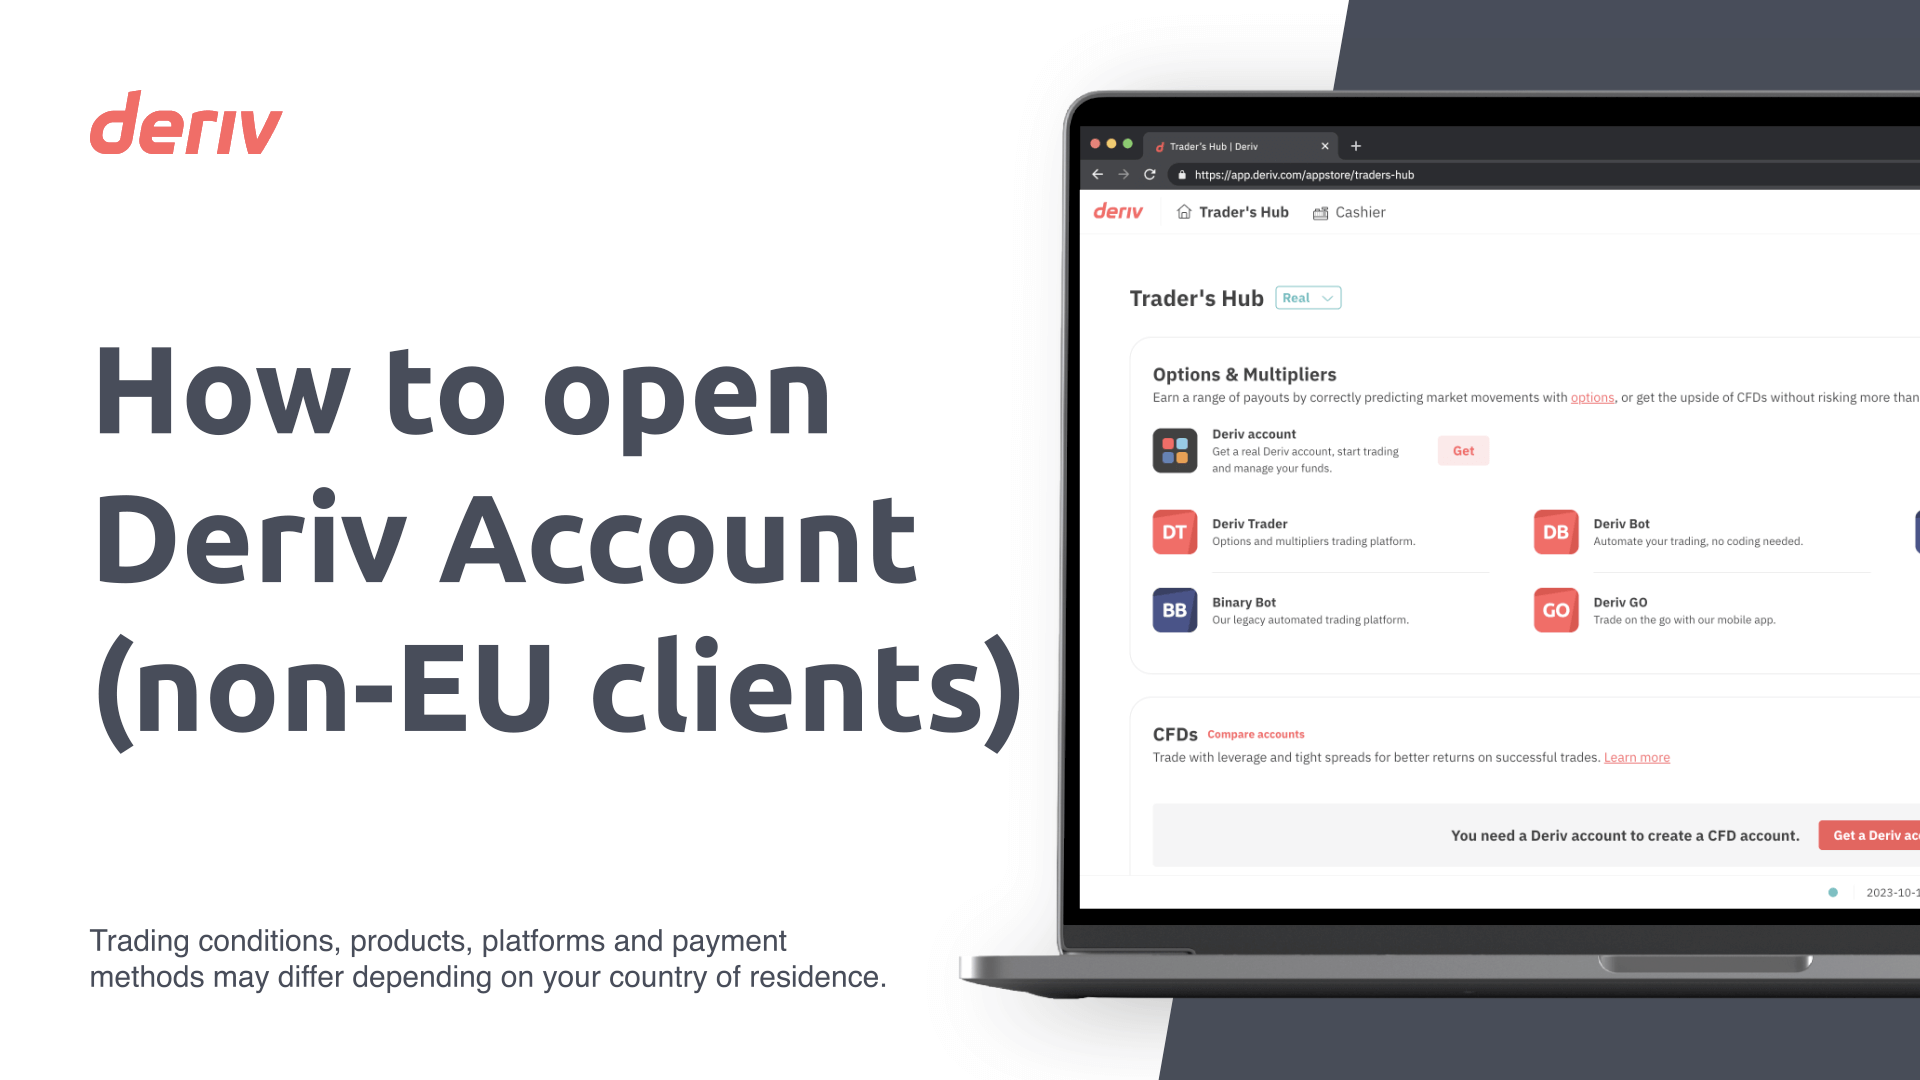 deriv
How to open
Deriv Account
(non-EU clients)
Trading conditions, products, platforms and payment
methods may differ depending on your country of residence.
Trader's Hub | Deriv
https://app.deriv.com/appstore/traders-hub
deriv Trader's Hub Cashier
Trader's Hub Real
Options & Multipliers
Earn a range of payouts by correctly predicting market movements with options, or get the upside of CFDs without risking more than
Deriv account
Get a real Deriv account, start trading
and manage your funds.
Get
DT
Deriv Trader
Options and multipliers trading platform.
DB
Deriv Bot
Automate your trading, no coding needed.
BB
Binary Bot
Our legacy automated trading platform.
GO
Deriv GO
Trade on the go with our mobile app.
CFDs Compare accounts
Trade with leverage and tight spreads for better returns on successful trades. Learn more
You need a Deriv account to create a CFD account.
Get a Deriv
2023-10-1